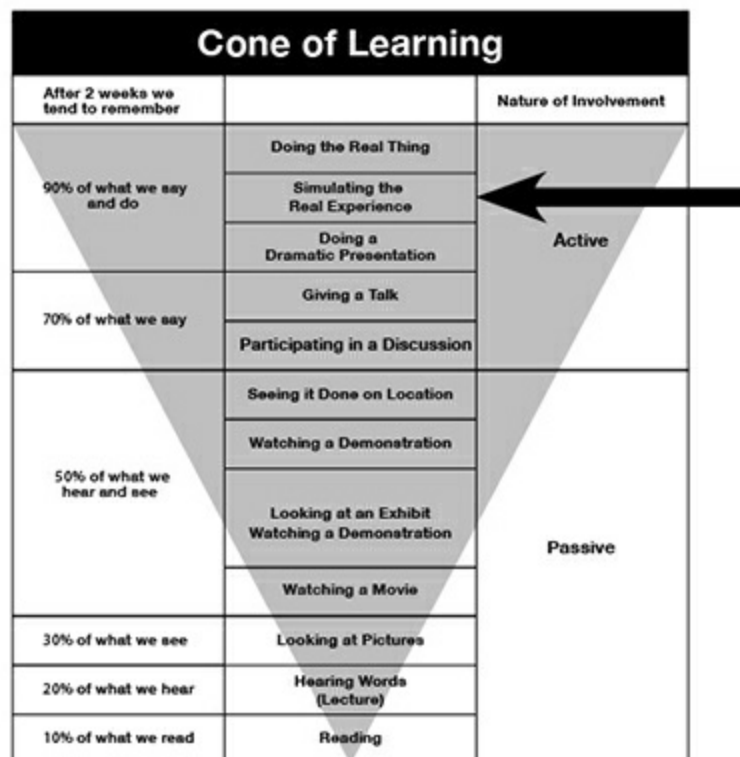 Cone of Learning
After 2 weeks we
tend to remember
Nature of Involvement
90% of what we say
and do
Doing the Real Thing
Simulating the
Real Experience
Doing a
Dramatic Presentation
Active
70% of what we say
Giving a Talk
Participating in a Discussion
50% of what we
hear and see
Seeing it Done on Location
Watching a Demonstration
Looking at an Exhibit
Watching a Demonstration
Watching a Movie
Passive
30% of what we see
Looking at Pictures
20% of what we hear
Hearing Words
(Lecture)
10% of what we read
Reading